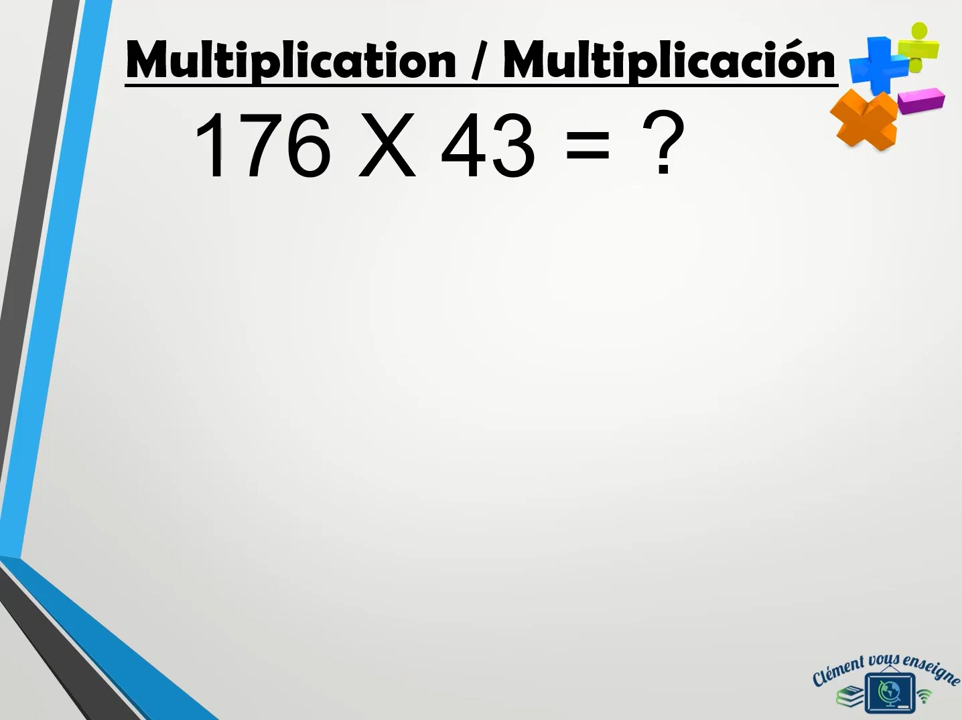 Multiplication / Multiplicación
176 X 43 = ?
Clément vous enseigne